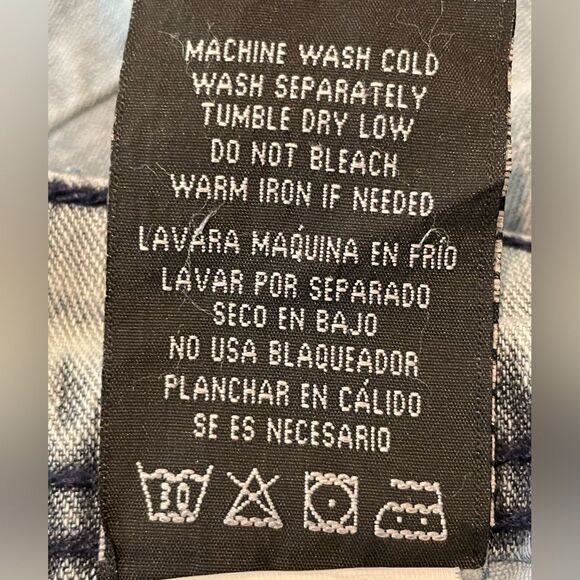 MACHINE WASH COLD
WASH SEPARATELY
TUMBLE DRY LOW
DO NOT BLEACH
WARM IRON IF NEEDED
LAVARA MAQUINA EN FRÍO
LAVAR POR SEPARADO
SECO EN BAJO
NO USA BLAQUEADOR
PLANCHAR EN CÁLIDO
SE ES NECESARIO
30